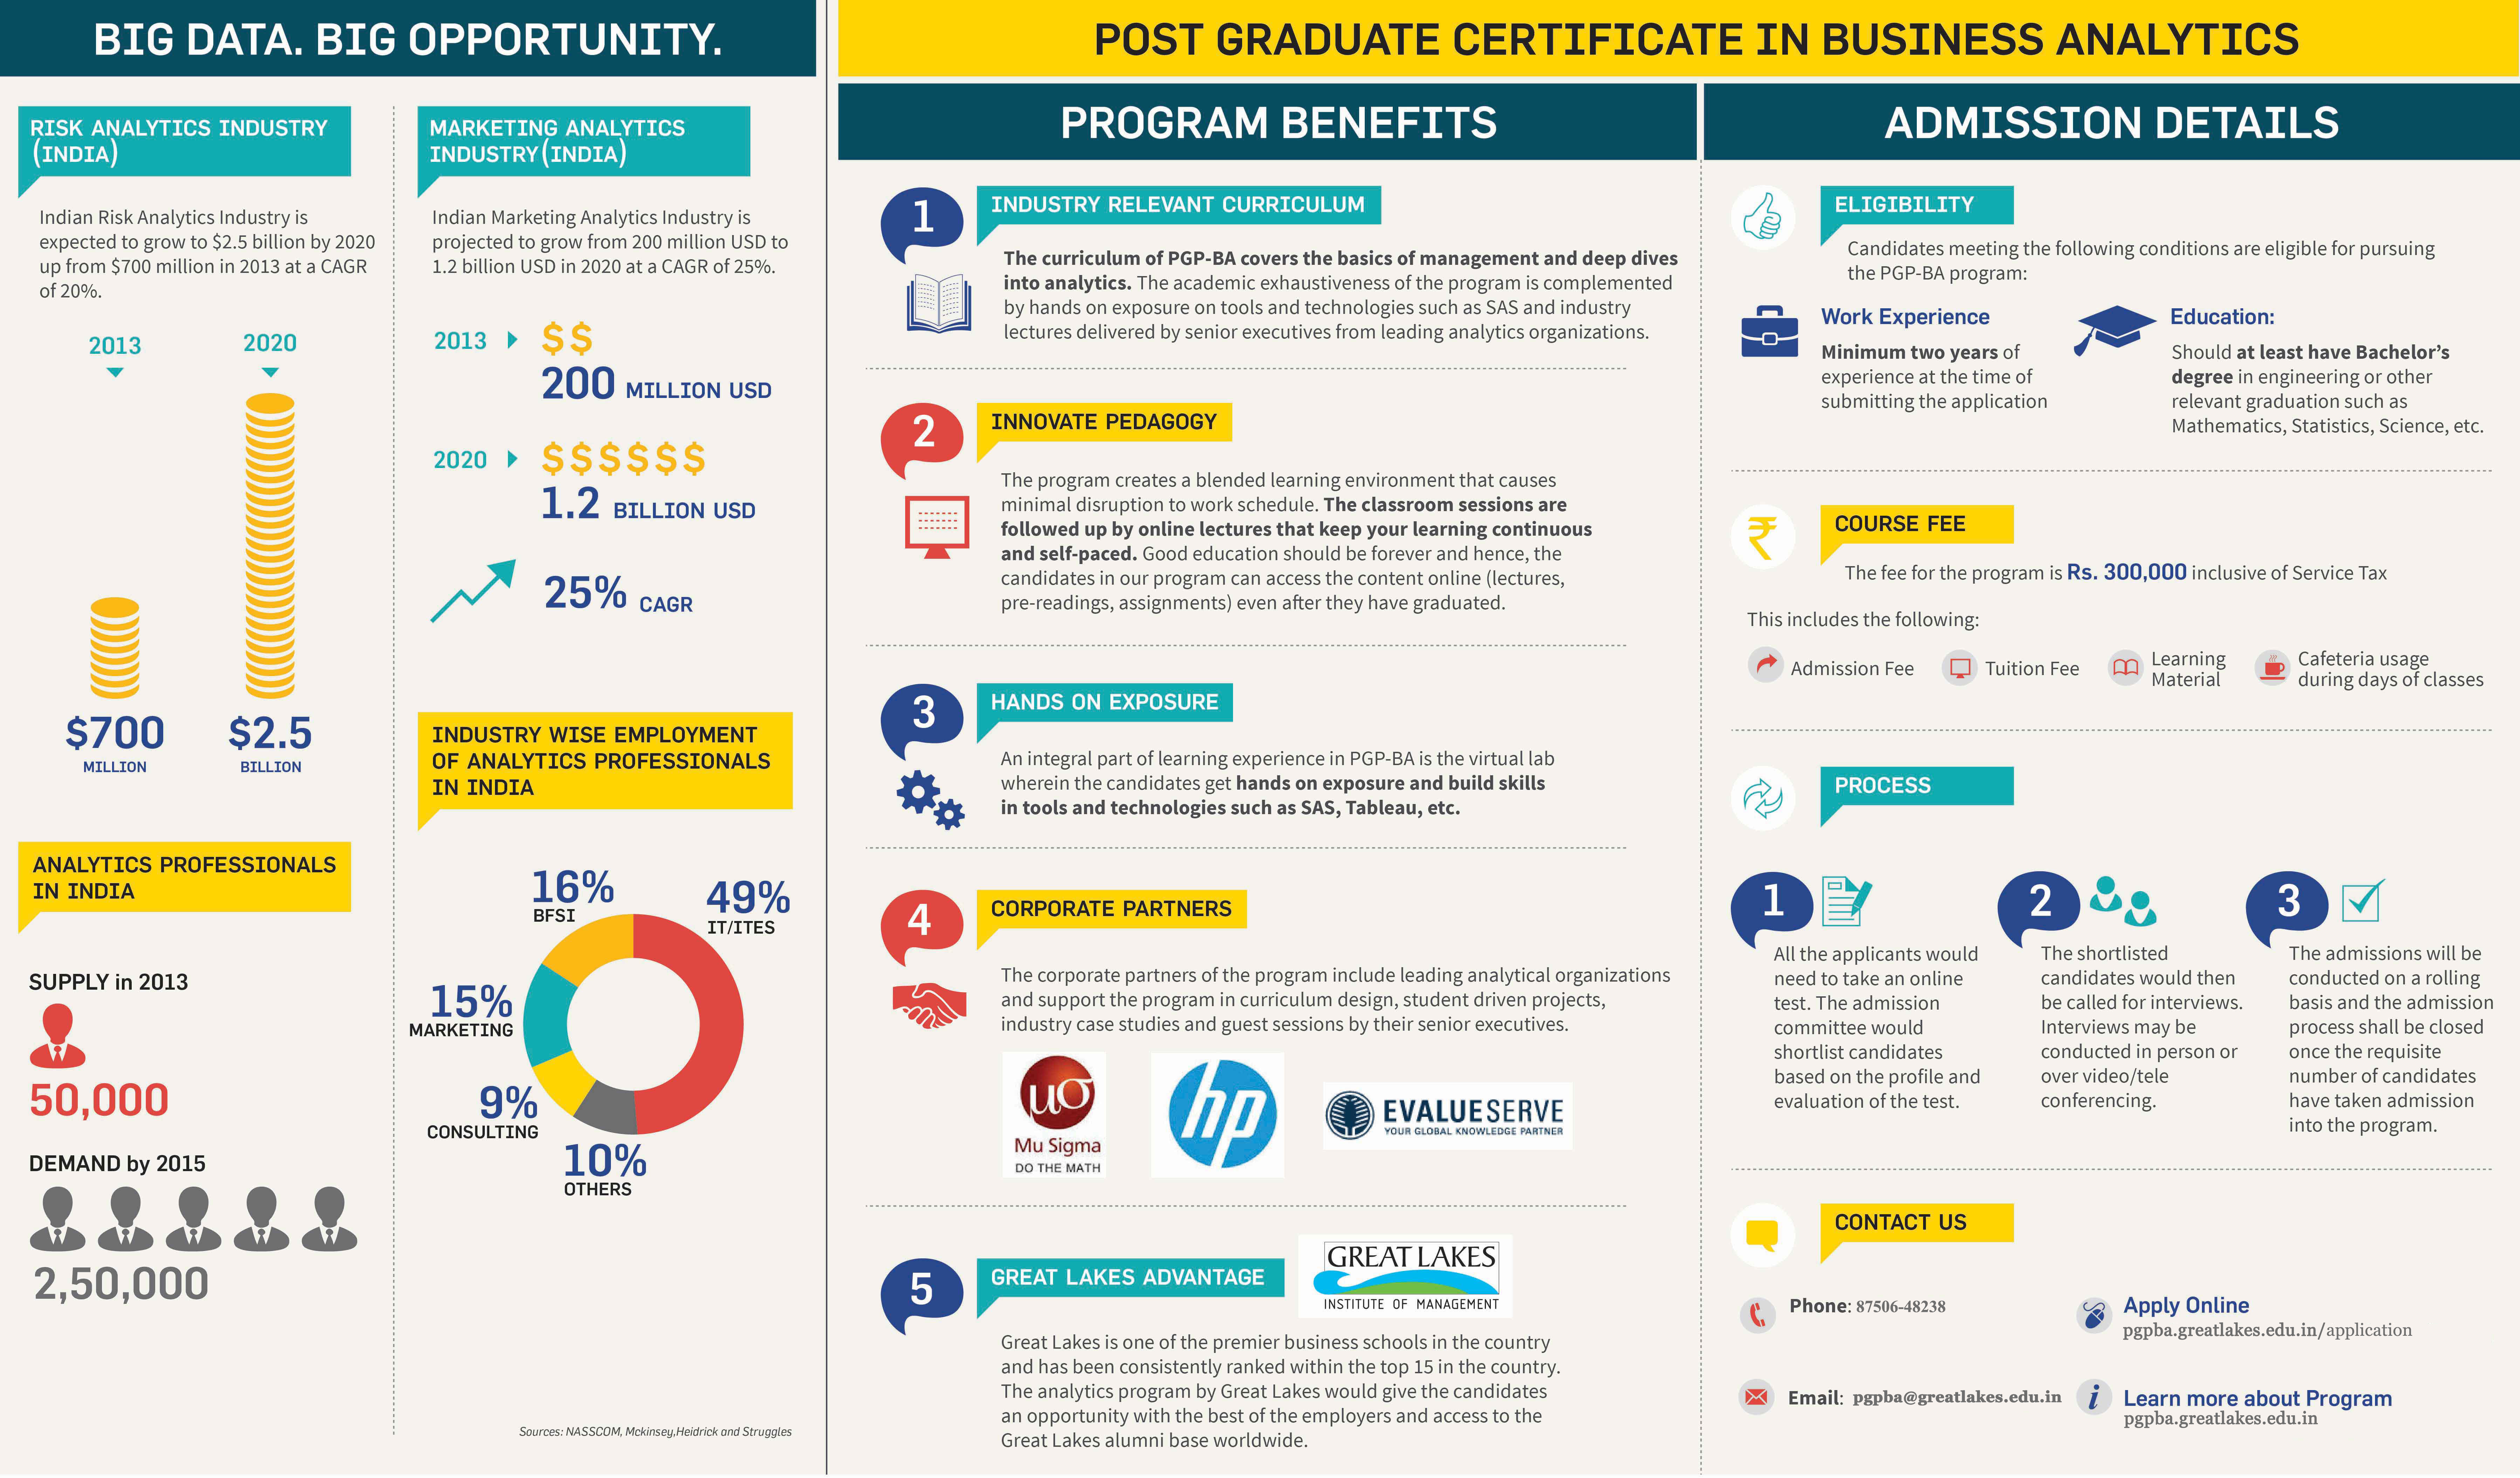 BIG DATA. BIG OPPORTUNITY.
RISK ANALYTICS INDUSTRY
(INDIA)
Indian Risk Analytics Industry is
expected to grow to $2.5 billion by 2020
up from $700 million in 2013 at a CAGR
of 20%.
2013
2020
$700
MILLION
$2.5
BILLION
ANALYTICS PROFESSIONALS
IN INDIA
SUPPLY in 2013
50,000
DEMAND by 2015
2,50,000
MARKETING ANALYTICS
INDUSTRY(INDIA)
Indian Marketing Analytics Industry is
projected to grow from 200 million USD to
1.2 billion USD in 2020 at a CAGR of 25%.
2013 $$
200 MILLION USD
2020 $$$$$$
1.2 BILLION USD
25% CAGR
INDUSTRY WISE EMPLOYMENT
OF ANALYTICS PROFESSIONALS
IN INDIA
16%
BFSI
49%
IT/ITES
15%
MARKETING
9%
CONSULTING
10%
OTHERS
Sources: NASSCOM, Mckinsey,Heidrick and Struggles
POST GRADUATE CERTIFICATE IN BUSINESS ANALYTICS
PROGRAM BENEFITS
1
INDUSTRY RELEVANT CURRICULUM
The curriculum of PGP-BA covers the basics of management and deep dives
into analytics. The academic exhaustiveness of the program is complemented
by hands on exposure on tools and technologies such as SAS and industry
lectures delivered by senior executives from leading analytics organizations.
2
INNOVATE PEDAGOGY
The program creates a blended learning environment that causes
minimal disruption to work schedule. The classroom sessions are
followed up by online lectures that keep your learning continuous
and self-paced. Good education should be forever and hence, the
candidates in our program can access the content online (lectures,
pre-readings, assignments) even after they have graduated.
3
HANDS ON EXPOSURE
An integral part of learning experience in PGP-BA is the virtual lab
wherein the candidates get hands on exposure and build skills
in tools and technologies such as SAS, Tableau, etc.
4
CORPORATE PARTNERS
The corporate partners of the program include leading analytical organizations
and support the program in curriculum design, student driven projects,
industry case studies and guest sessions by their senior executives.
μσ
Mu Sigma
DO THE MATH
hp
EVALUESERVE
YOUR GLOBAL KNOWLEDGE PARTNER
5
GREAT LAKES ADVANTAGE
GREAT LAKES
INSTITUTE OF MANAGEMENT
Great Lakes is one of the premier business schools in the country
and has been consistently ranked within the top 15 in the country.
The analytics program by Great Lakes would give the candidates
an opportunity with the best of the employers and access to the
Great Lakes alumni base worldwide.
ADMISSION DETAILS
ELIGIBILITY
Candidates meeting the following conditions are eligible for pursuing
the PGP-BA program:
Work Experience
Minimum two years of
experience at the time of
submitting the application
Education:
Should at least have Bachelor's
degree in engineering or other
relevant graduation such as
Mathematics, Statistics, Science, etc.
₹
COURSE FEE
The fee for the program is Rs. 300,000 inclusive of Service Tax
This includes the following:
Admission Fee
Tuition Fee
Learning
Material
Cafeteria usage
during days of classes
PROCESS
1
All the applicants would
need to take an online
test. The admission
committee would
shortlist candidates
based on the profile and
evaluation of the test.
2
The shortlisted
candidates would then
be called for interviews.
Interviews may be
conducted in person or
over video/tele
conferencing.
3
The admissions will be
conducted on a rolling
basis and the admission
process shall be closed
once the requisite
number of candidates
have taken admission
into the program.
CONTACT US
Phone: 87506-48238
Apply Online
pgpba.greatlakes.edu.in/application
Email: pgpba@greatlakes.edu.in
i
Learn more about Program
pgpba.greatlakes.edu.in